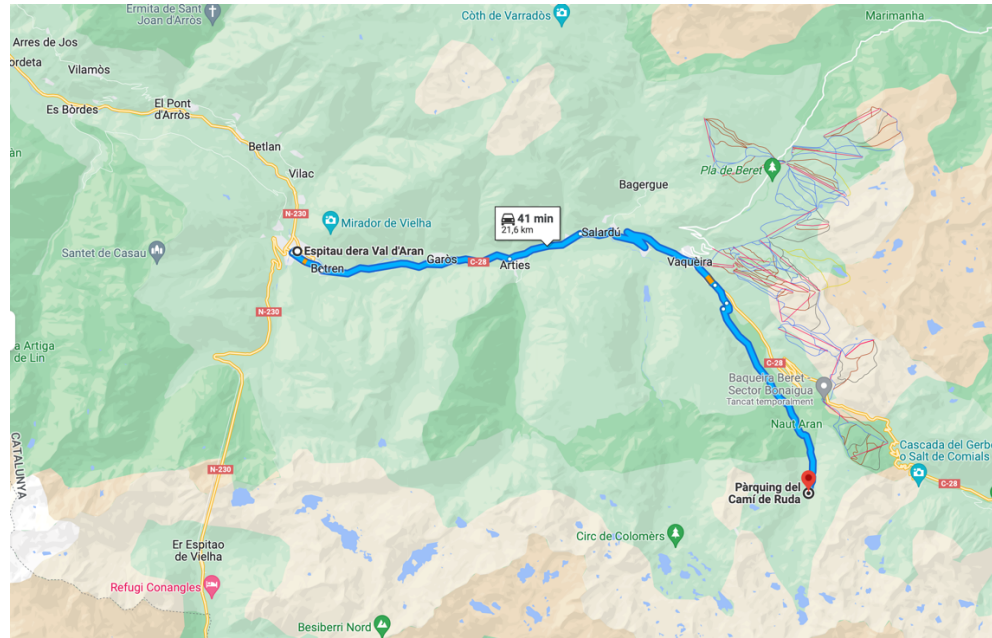 Ermita de Sant
Joan d'Arròs
Còth de Varradòs
Marimanha
Arres de Jos
ordeta
Vilamòs
Es Bòrdes
El Pont
d'Arròs
Betlan
Vilac
N-230
Mirador de Vielha
Santet de Casau
Espitau dera Val d'Aran
Betren
Garòs
C-28
Arties
41 min
21,6 km
Salardú
Bagergue
Pla de Beret
Vaquèira
N-230
a Artiga
de Lin
C-28
Baqueira Beret -
Sector Bonaigua
Tancat temporalment
Naut Aran
Cascada del Gerbe
o Salt de Comials
C-28
CATALUNYA
N-230
Pàrquing del
Camí de Ruda
Circ de Colomèrs
Er Espitao
de Vielha
Refugi Conangles
Besiberri Nord